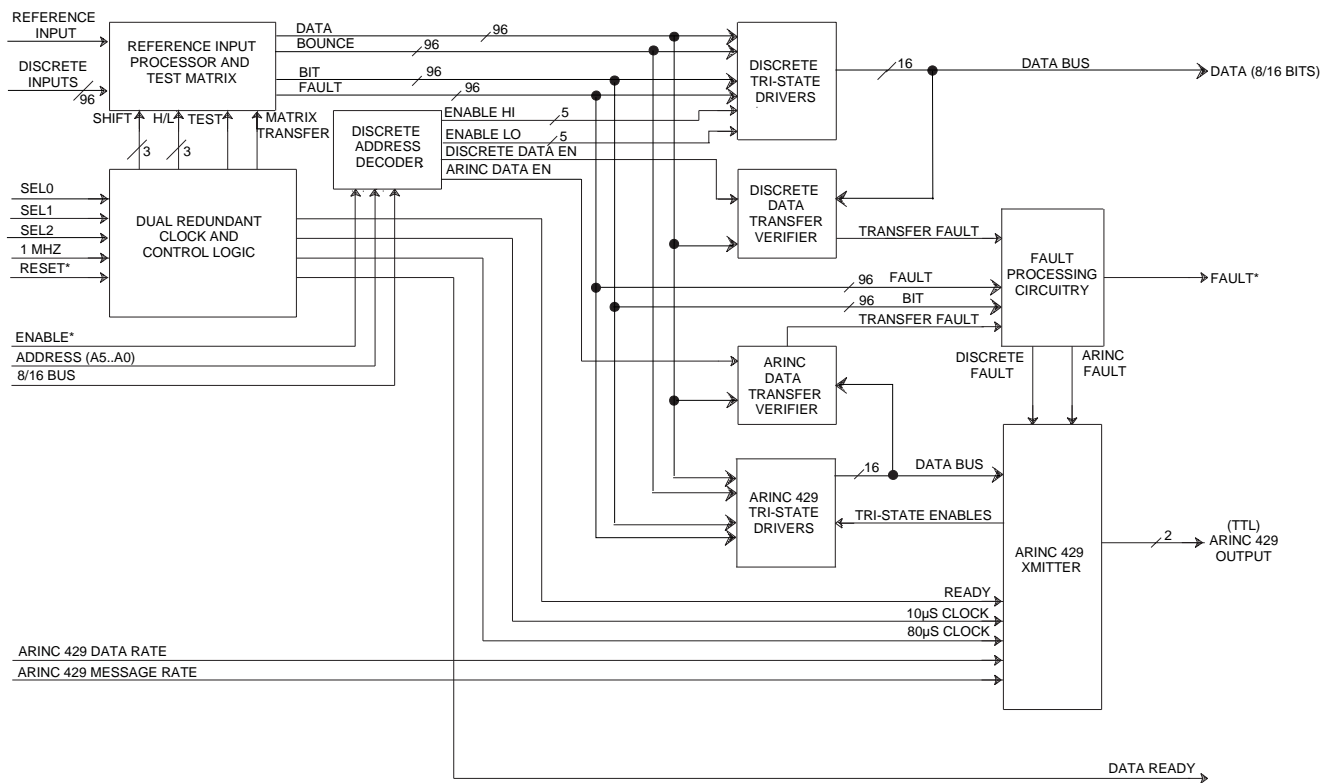 REFERENCE
INPUT
DISCRETE
INPUTS
96
REFERENCE INPUT
PROCESSOR AND
TEST MATRIX
DATA
96
BOUNCE
96
BIT
96
FAULT
96
SHIFT
H/L
TEST
MATRIX
TRANSFER
3
3
DISCRETE
ADDRESS
DECODER
ENABLE HI
5
ENABLE LO
5
DISCRETE DATA EN
ARINC DATA EN
DISCRETE
TRI-STATE
DRIVERS
16
DATA BUS
DATA (8/16 BITS)
SEL0
SEL1
SEL2
1 MHZ
RESET*
DUAL REDUNDANT
CLOCK AND
CONTROL LOGIC
DISCRETE
DATA
TRANSFER
VERIFIER
TRANSFER FAULT
96
FAULT
96
BIT
TRANSFER FAULT
FAULT
PROCESSING
CIRCUITRY
FAULT*
ENABLE*
ADDRESS (A5..A0)
8/16 BUS
ARINC
DATA
TRANSFER
VERIFIER
DISCRETE
FAULT
ARINC
FAULT
ARINC 429
TRI-STATE
DRIVERS
16
DATA BUS
TRI-STATE ENABLES
ARINC 429
XMITTER
2
(TTL)
ARINC 429
OUTPUT
READY
10µS CLOCK
80µS CLOCK
ARINC 429 DATA RATE
ARINC 429 MESSAGE RATE
DATA READY